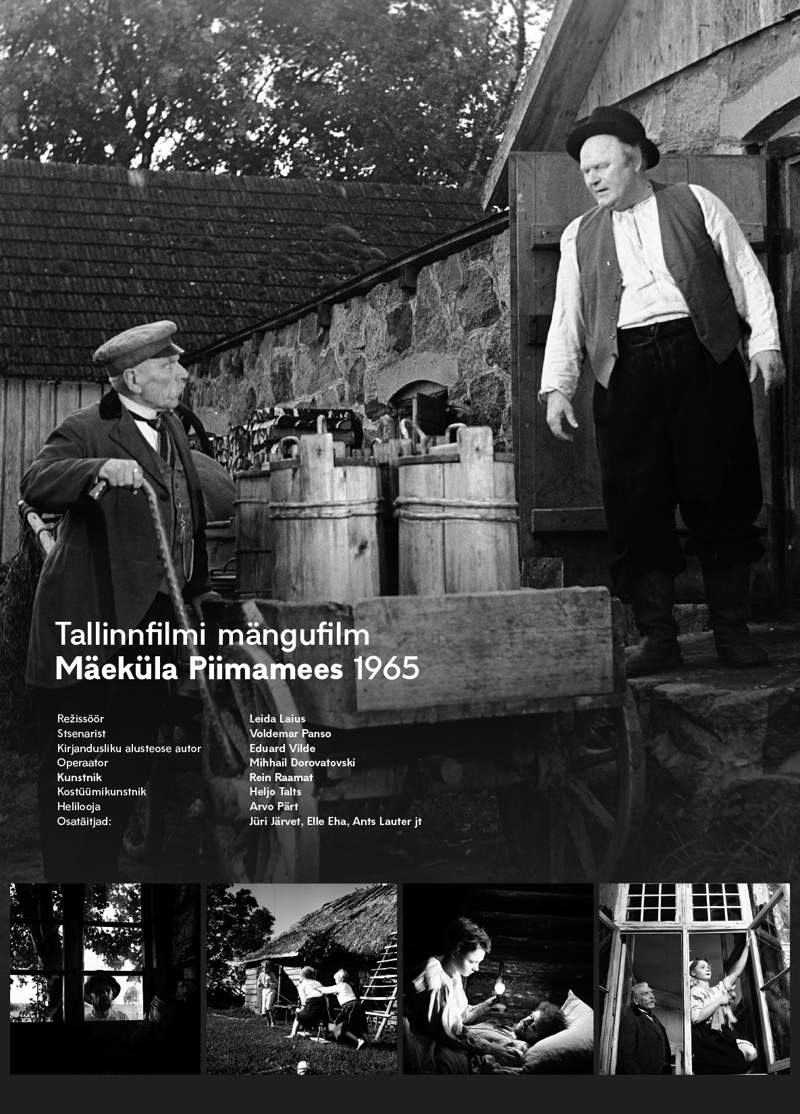 Tallinnfilmi mängufilm
Mäeküla Piimamees 1965
Režissöör Leida Laius
Stsenarist Voldemar Panso
Kirjandusliku alusteose autor Eduard Vilde
Operaator Mihhail Dorovatovski
Kunstnik Rein Raamat
Kostüümikunstnik Heljo Talts
Helilooja Arvo Pärt
Osatäitjad: Jüri Järvet, Elle Eha, Ants Lauter jt